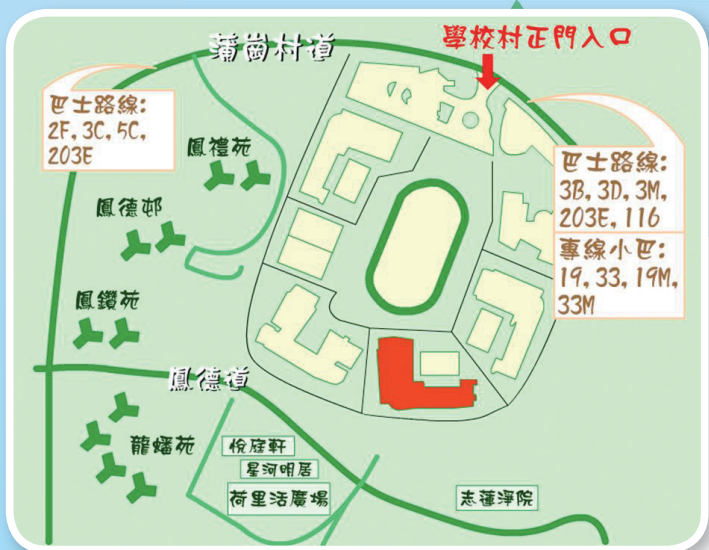 蒲崗村道
學校村正門入口
巴士路線:
2F, 3C, 5C,
203E
鳳禮苑
鳳德邨
鳳鑽苑
巴士路線:
3B, 3D, 3M,
203E, 116
專線小巴:
19, 33, 19M,
33M
鳳德道
龍蟠苑
悅庭軒
星河明居
荷里活廣場
志蓮淨院